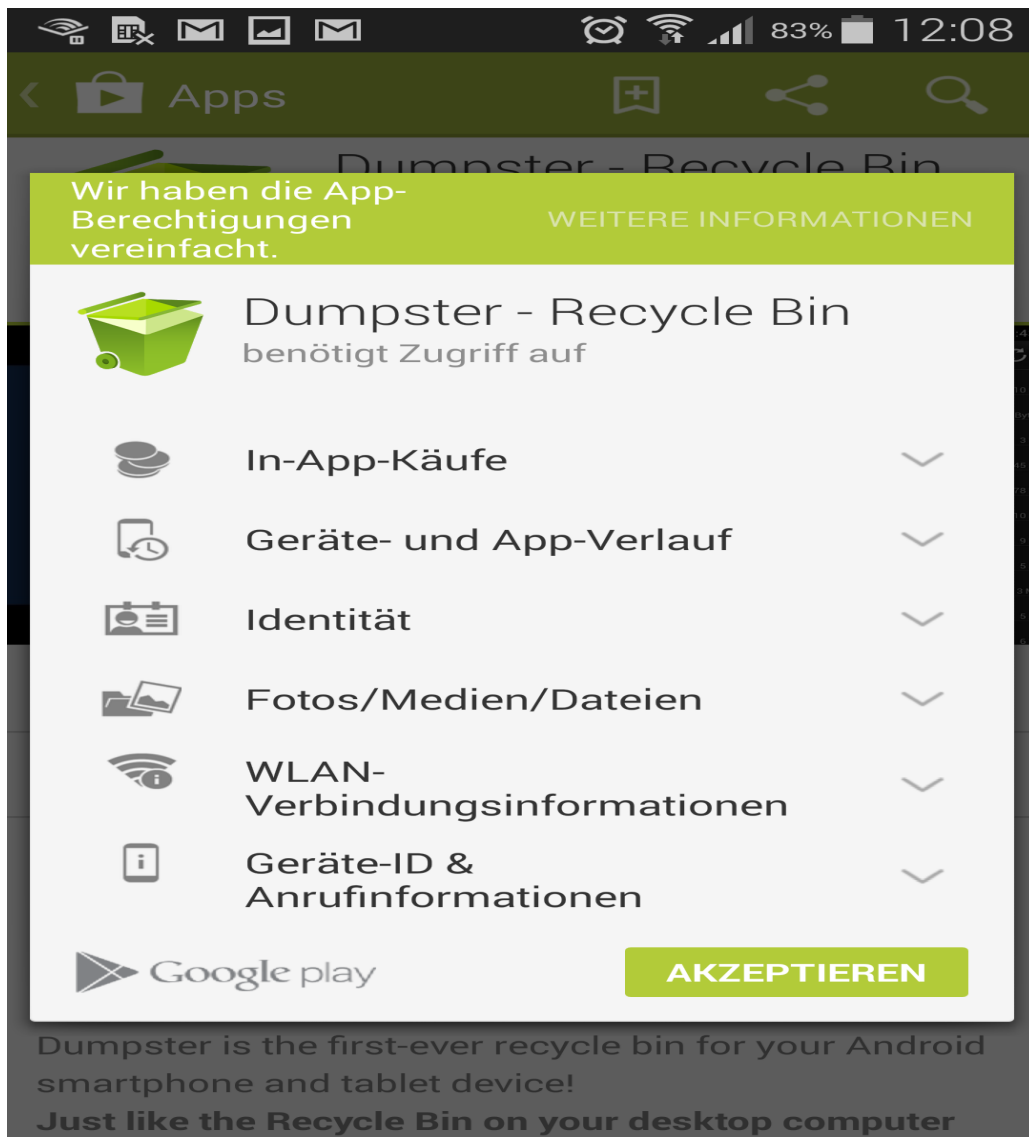 83% 12:08
Apps
Dumpster - Recycle Bin
Wir haben die App-
Berechtigungen
vereinfacht.
WEITERE INFORMATIONEN
Dumpster - Recycle Bin
benötigt Zugriff auf
In-App-Käufe
Geräte- und App-Verlauf
Identität
Fotos/Medien/Dateien
WLAN-
Verbindungsinformationen
Geräte-ID &
Anrufinformationen
Google play
AKZEPTIEREN
Dumpster is the first-ever recycle bin for your Android
smartphone and tablet device!
Just like the Recycle Bin on your desktop computer